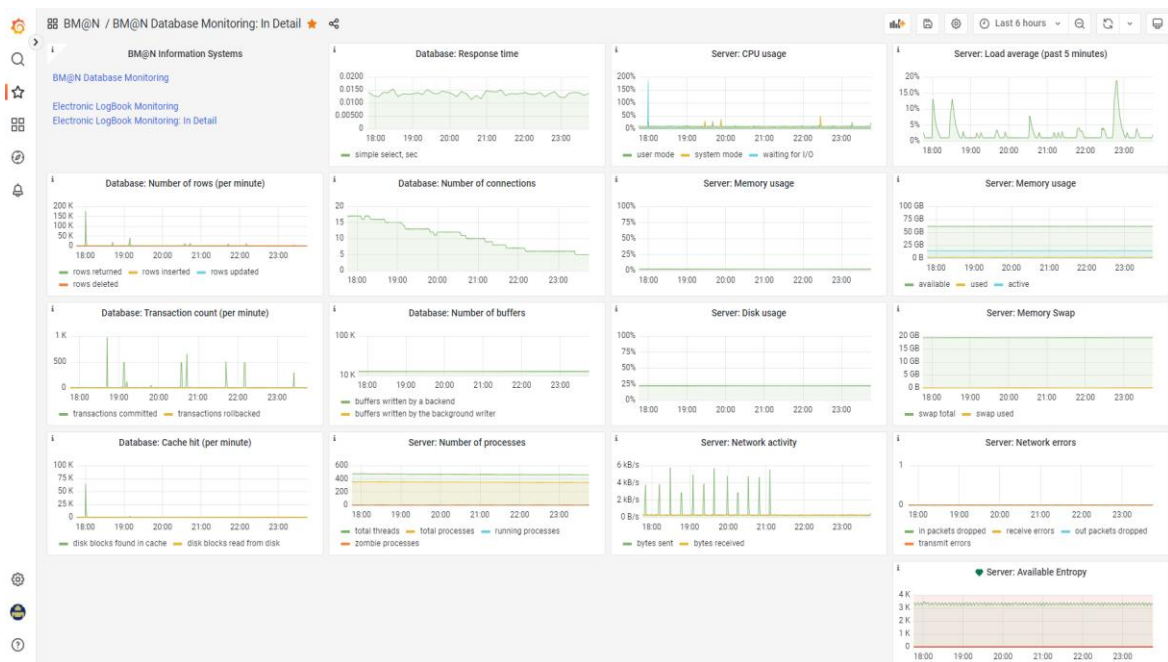 BM@N / BM@N Database Monitoring: In Detail
Last 6 hours
BM@N Information Systems
BM@N Database Monitoring
Electronic LogBook Monitoring
Electronic LogBook Monitoring: In Detail
Database: Response time
0.0200
0.0150
0.0100
0.00500
0
18:00 19:00 20:00 21:00 22:00 23:00
simple select, sec
Server: CPU usage
200%
150%
100%
50%
0%
18:00 19:00 20:00 21:00 22:00 23:00
user mode system mode waiting for I/O
Server: Load average (past 5 minutes)
20%
15.0%
10%
5%
0%
18:00 19:00 20:00 21:00 22:00 23:00
Database: Number of rows (per minute)
200 K
150 K
100 K
50 K
0
18:00 19:00 20:00 21:00 22:00 23:00
rows returned rows inserted rows updated
rows deleted
Database: Number of connections
20
15
10
5
0
18:00 19:00 20:00 21:00 22:00 23:00
Server: Memory usage
100%
75%
50%
25%
0%
18:00 19:00 20:00 21:00 22:00 23:00
Server: Memory usage
100 GB
75 GB
50 GB
25 GB
0 B
18:00 19:00 20:00 21:00 22:00 23:00
available used active
Database: Transaction count (per minute)
1 K
500
0
18:00 19:00 20:00 21:00 22:00 23:00
transactions committed transactions rollbacked
Database: Number of buffers
100 K
10 K
18:00 19:00 20:00 21:00 22:00 23:00
buffers written by a backend
buffers written by the background writer
Server: Disk usage
100%
75%
50%
25%
0%
18:00 19:00 20:00 21:00 22:00 23:00
Server: Memory Swap
20 GB
15 GB
10 GB
5 GB
0 B
18:00 19:00 20:00 21:00 22:00 23:00
swap total swap used
Database: Cache hit (per minute)
100 K
75 K
50 K
25 K
0
18:00 19:00 20:00 21:00 22:00 23:00
disk blocks found in cache disk blocks read from disk
Server: Number of processes
600
400
200
0
18:00 19:00 20:00 21:00 22:00 23:00
total threads total processes running processes
zombie processes
Server: Network activity
6 kB/s
4 kB/s
2 kB/s
0 B/s
18:00 19:00 20:00 21:00 22:00 23:00
bytes sent bytes received
Server: Network errors
1
0
18:00 19:00 20:00 21:00 22:00 23:00
in packets dropped receive errors out packets dropped
transmit errors
Server: Available Entropy
4 K
3 K
2 K
1 K
0
18:00 19:00 20:00 21:00 22:00 23:00